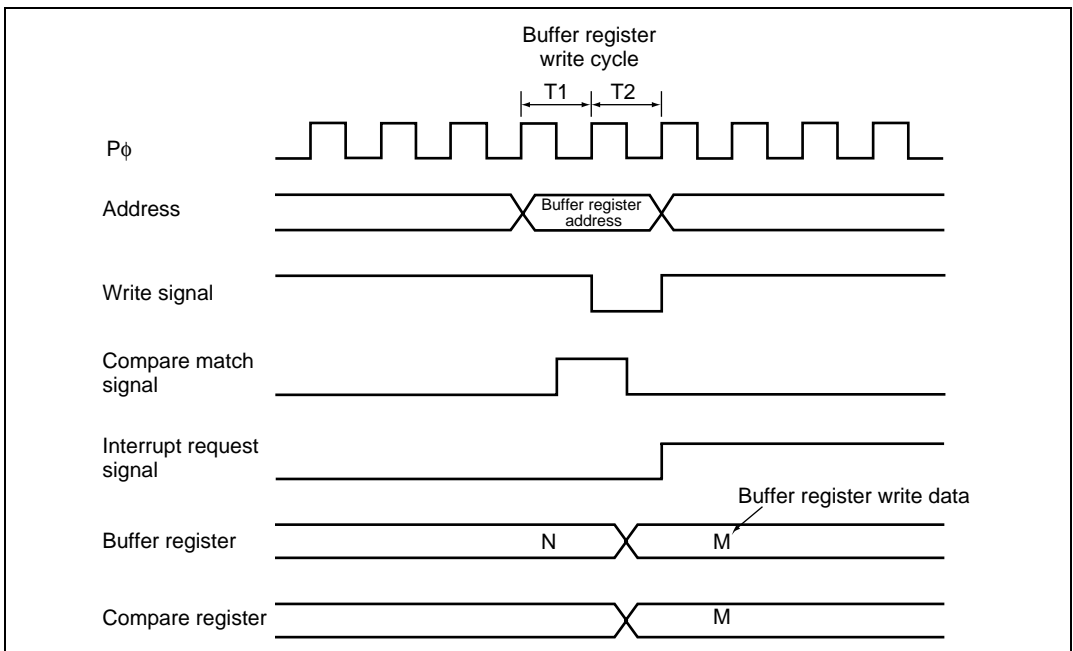 Buffer register
write cycle
T1 T2
Pϕ
Address
Buffer register
address
Write signal
Compare match
signal
Interrupt request
signal
Buffer register write data
Buffer register
N M
Compare register
M